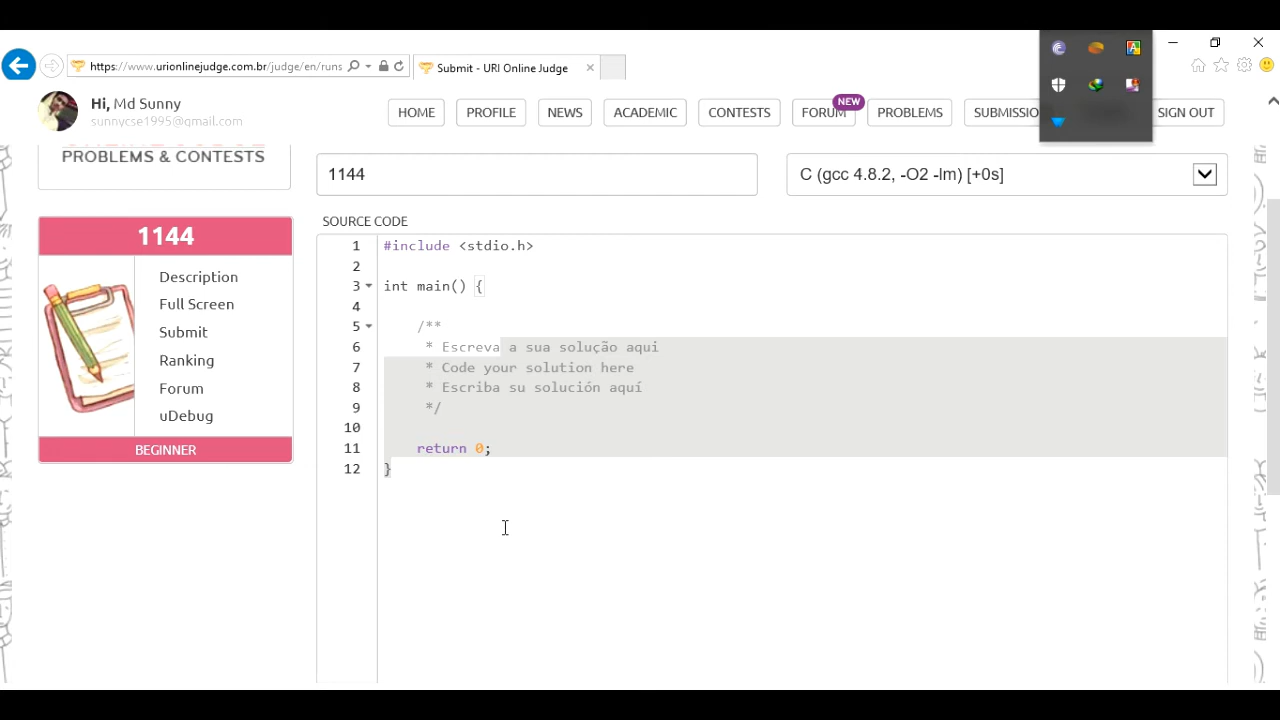 https://www.urionlinejudge.com.br/judge/en/runs
Submit - URI Online Judge
Hi, Md Sunny
sunnycse1995@gmail.com
HOME
PROFILE
NEWS
ACADEMIC
CONTESTS
FORUM
NEW
PROBLEMS
SUBMISSIO
SIGN OUT
PROBLEMS & CONTESTS
1144
C (gcc 4.8.2, -O2 -lm) [+0s]
1144
Description
Full Screen
Submit
Ranking
Forum
uDebug
BEGINNER
SOURCE CODE
1 #include <stdio.h>
2
3 int main() {
4
5 /**
6 * Escreva a sua solução aqui
7 * Code your solution here
8 * Escriba su solución aquí
9 */
10
11 return 0;
12 }